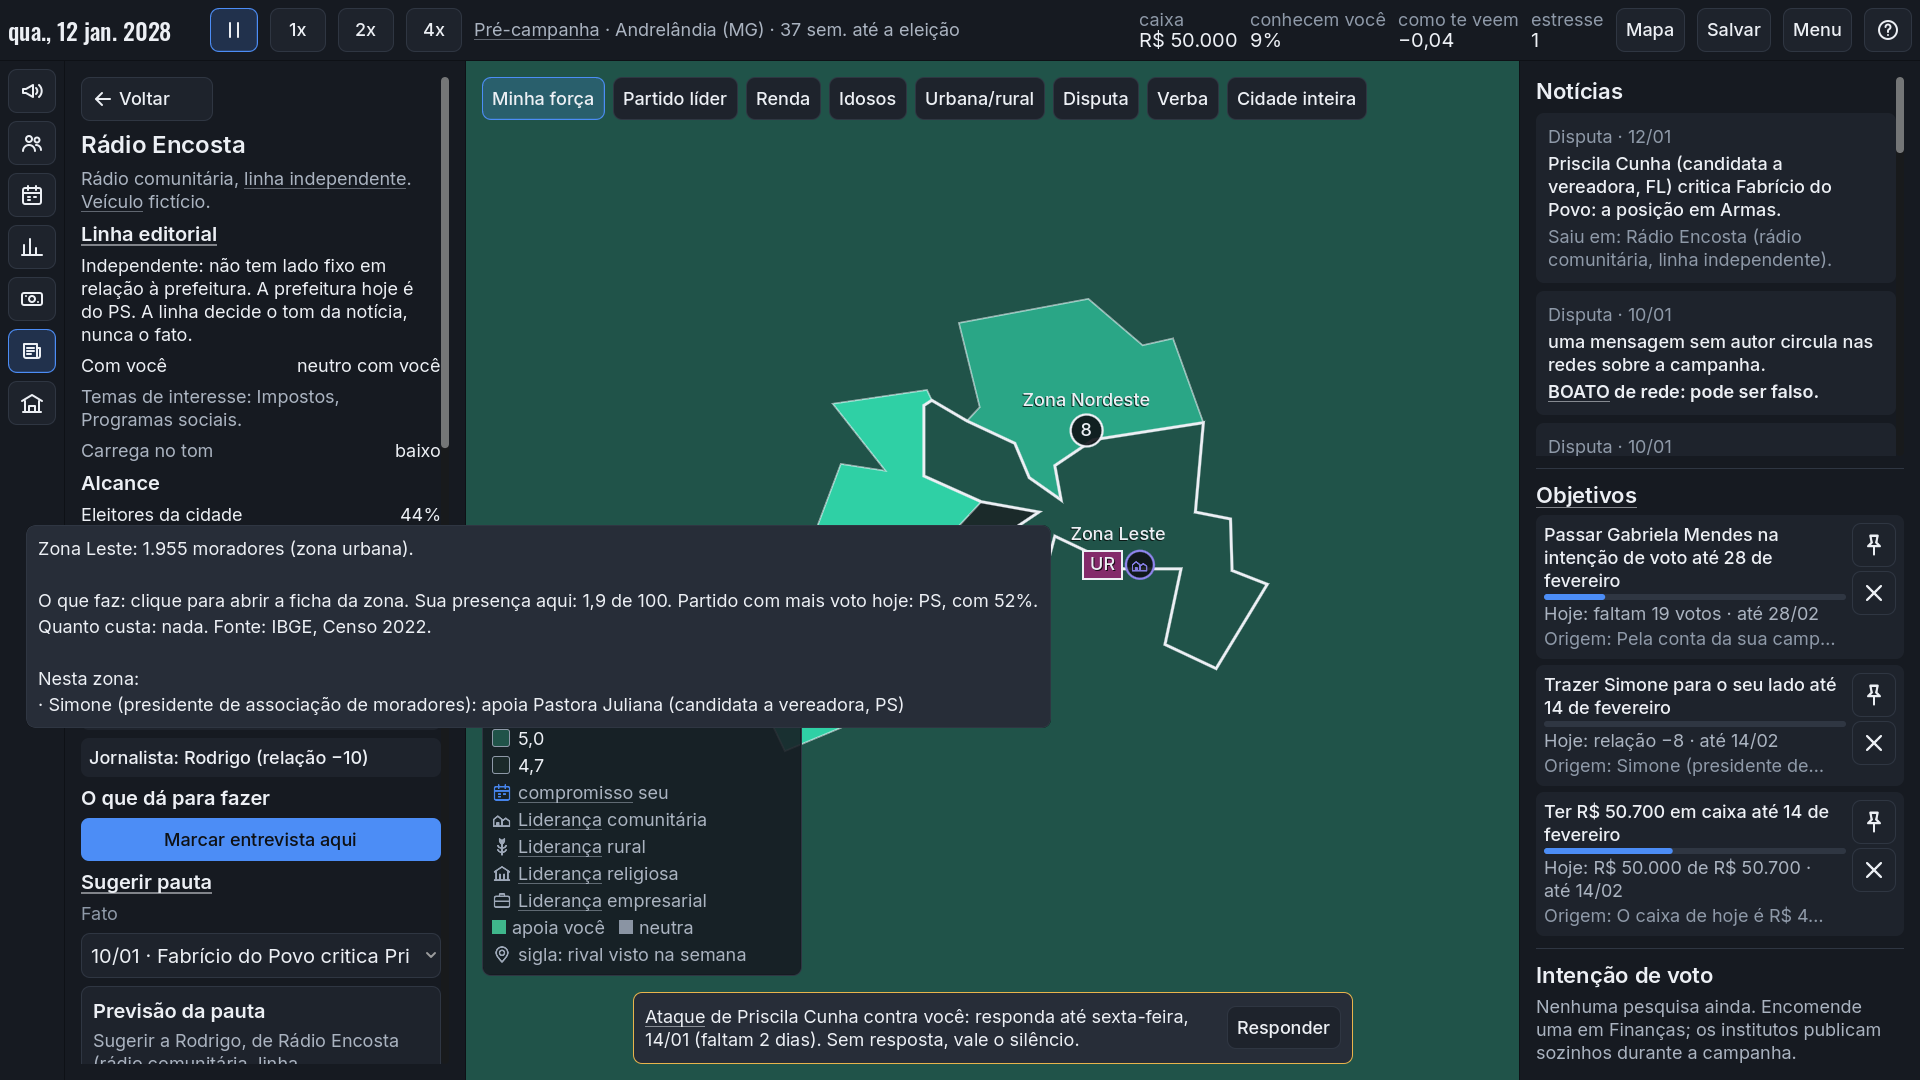 qua., 12 jan. 2028
1x
2x
4x
Pré-campanha · Andrelândia (MG) · 37 sem. até a eleição
caixa
R$ 50.000
conhecem você
9%
como te veem
−0,04
estresse
1
Mapa
Salvar
Menu
Voltar
Rádio Encosta
Rádio comunitária, linha independente.
Veículo fictício.
Linha editorial
Independente: não tem lado fixo em
relação à prefeitura. A prefeitura hoje é
do PS. A linha decide o tom da notícia,
nunca o fato.
Com você neutro com você
Temas de interesse: Impostos,
Programas sociais.
Carrega no tom baixo
Alcance
Eleitores da cidade 44%
Jornalista: Rodrigo (relação −10)
O que dá para fazer
Marcar entrevista aqui
Sugerir pauta
Fato
10/01 · Fabrício do Povo critica Pri
Previsão da pauta
Sugerir a Rodrigo, de Rádio Encosta
(rádio comunitária, linha
Minha força
Partido líder
Renda
Idosos
Urbana/rural
Disputa
Verba
Cidade inteira
Zona Nordeste
8
Zona Leste
UR
Zona Leste: 1.955 moradores (zona urbana).
O que faz: clique para abrir a ficha da zona. Sua presença aqui: 1,9 de 100. Partido com mais voto hoje: PS, com 52%.
Quanto custa: nada. Fonte: IBGE, Censo 2022.
Nesta zona:
· Simone (presidente de associação de moradores): apoia Pastora Juliana (candidata a vereadora, PS)
5,0
4,7
compromisso seu
Liderança comunitária
Liderança rural
Liderança religiosa
Liderança empresarial
apoia você neutra
sigla: rival visto na semana
Ataque de Priscila Cunha contra você: responda até sexta-feira,
14/01 (faltam 2 dias). Sem resposta, vale o silêncio.
Responder
Notícias
Disputa · 12/01
Priscila Cunha (candidata a
vereadora, FL) critica Fabrício do
Povo: a posição em Armas.
Saiu em: Rádio Encosta (rádio
comunitária, linha independente).
Disputa · 10/01
uma mensagem sem autor circula nas
redes sobre a campanha.
BOATO de rede: pode ser falso.
Disputa · 10/01
Objetivos
Passar Gabriela Mendes na
intenção de voto até 28 de
fevereiro
Hoje: faltam 19 votos · até 28/02
Origem: Pela conta da sua camp...
Trazer Simone para o seu lado até
14 de fevereiro
Hoje: relação −8 · até 14/02
Origem: Simone (presidente de...
Ter R$ 50.700 em caixa até 14 de
fevereiro
Hoje: R$ 50.000 de R$ 50.700 ·
até 14/02
Origem: O caixa de hoje é R$ 4...
Intenção de voto
Nenhuma pesquisa ainda. Encomende
uma em Finanças; os institutos publicam
sozinhos durante a campanha.